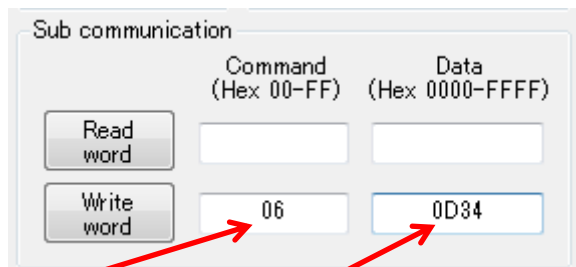 Sub communication
Command Data
(Hex 00-FF) (Hex 0000-FFFF)
Read
word
Write
word
06 0D34